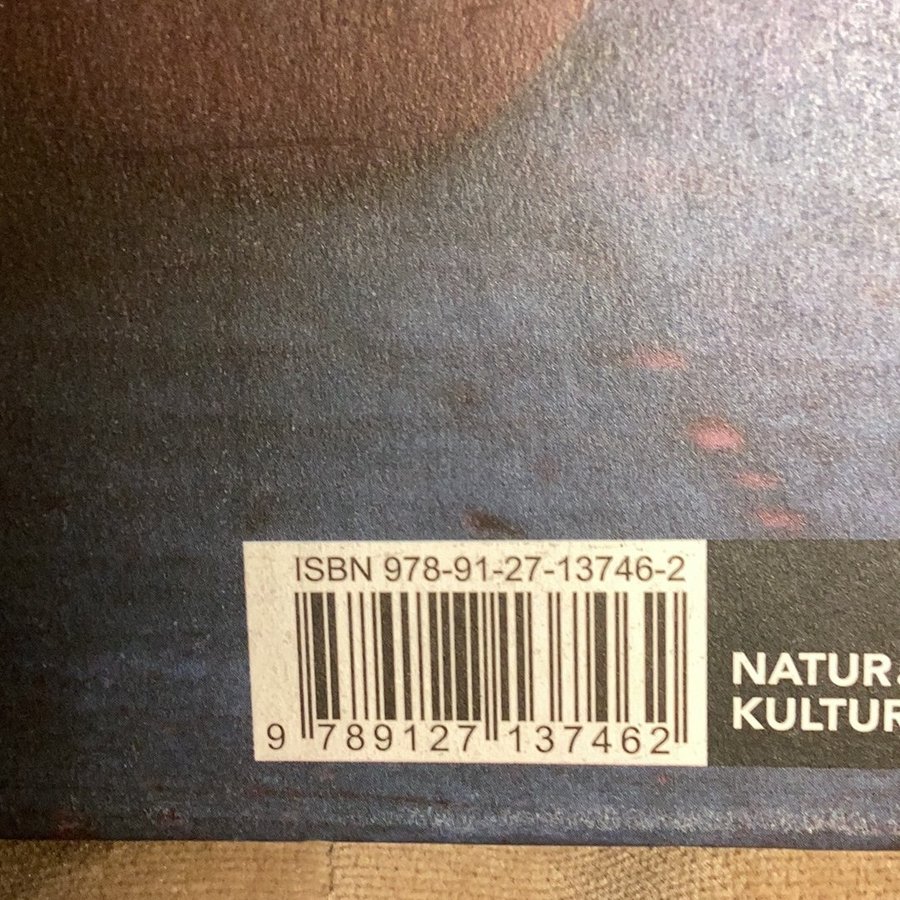 ISBN 978-91-27-13746-2
9 789127 137462
NATUR
KULTUR